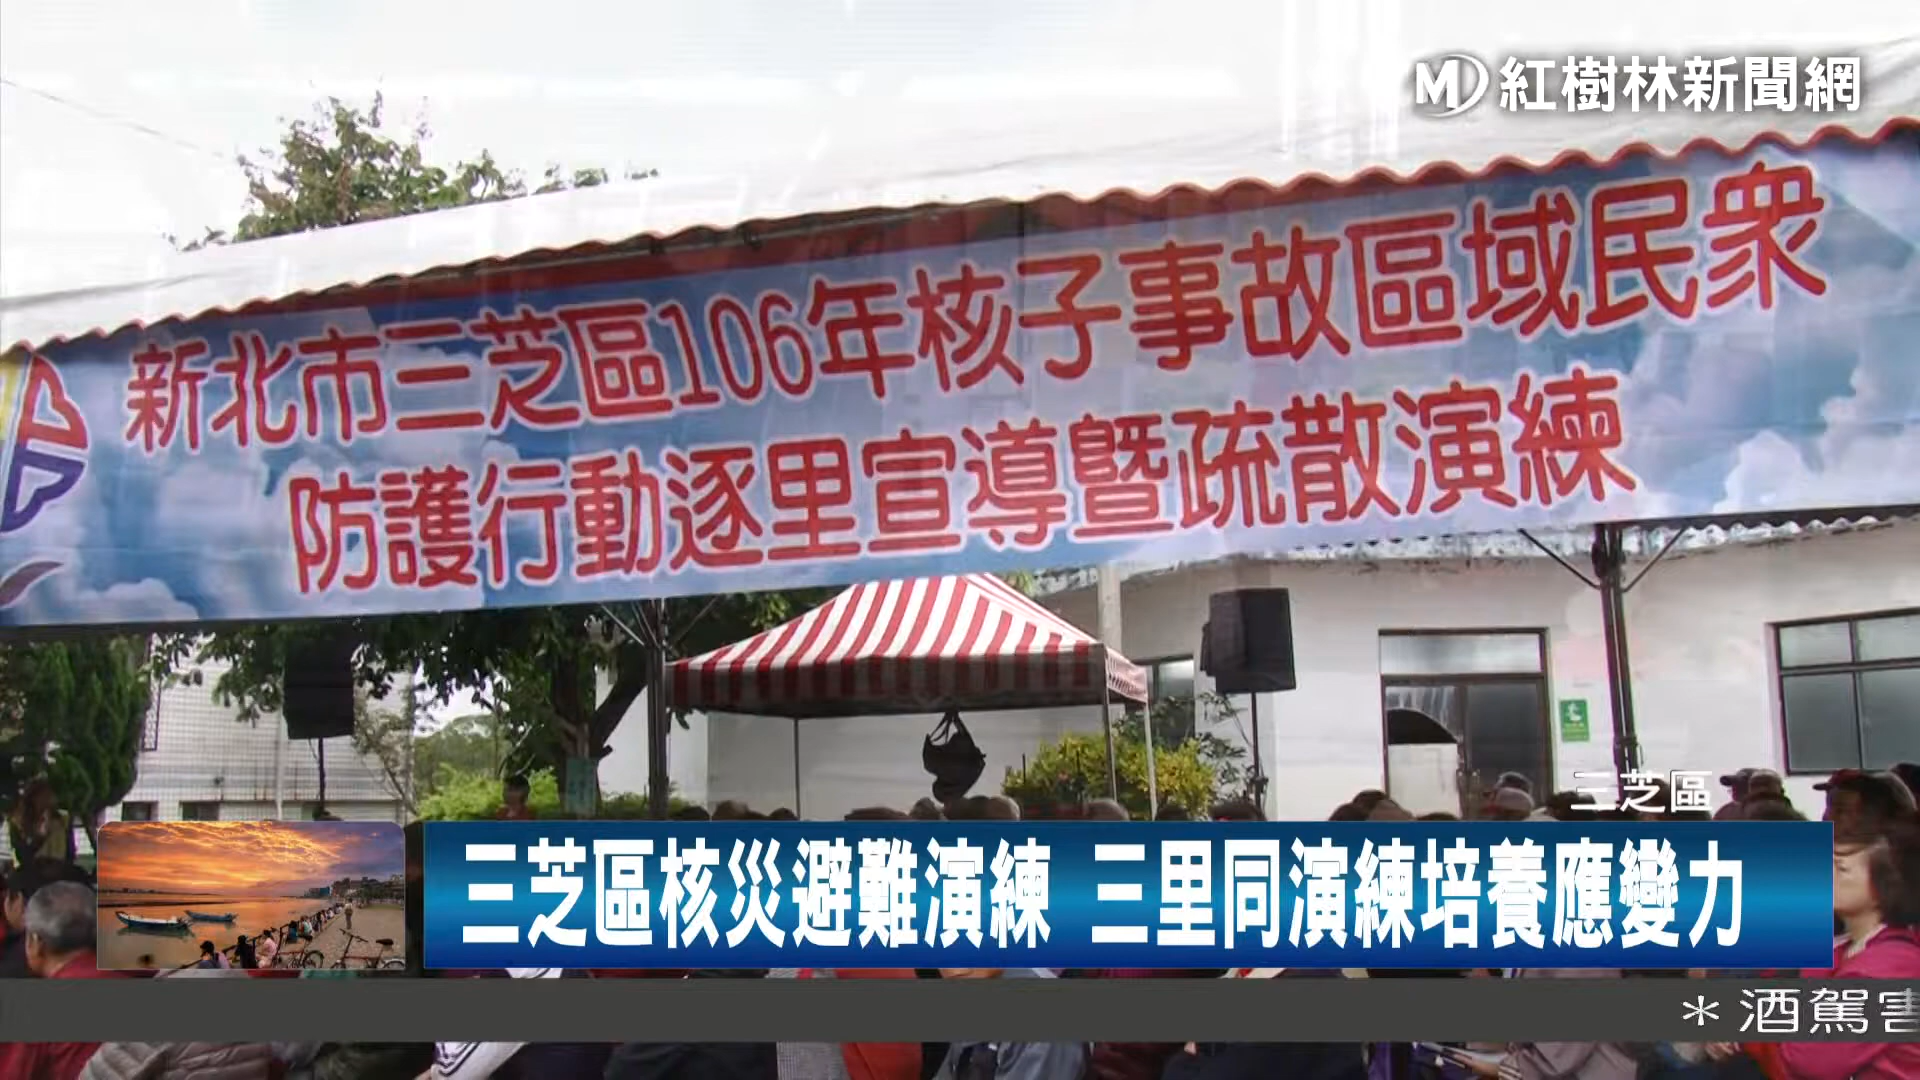 紅樹林新聞網
新北市三芝區106年核子事故區域民眾
防護行動逐里宣導暨疏散演練
三芝區
三芝區核災避難演練 三里同演練培養應變力
*酒駕害